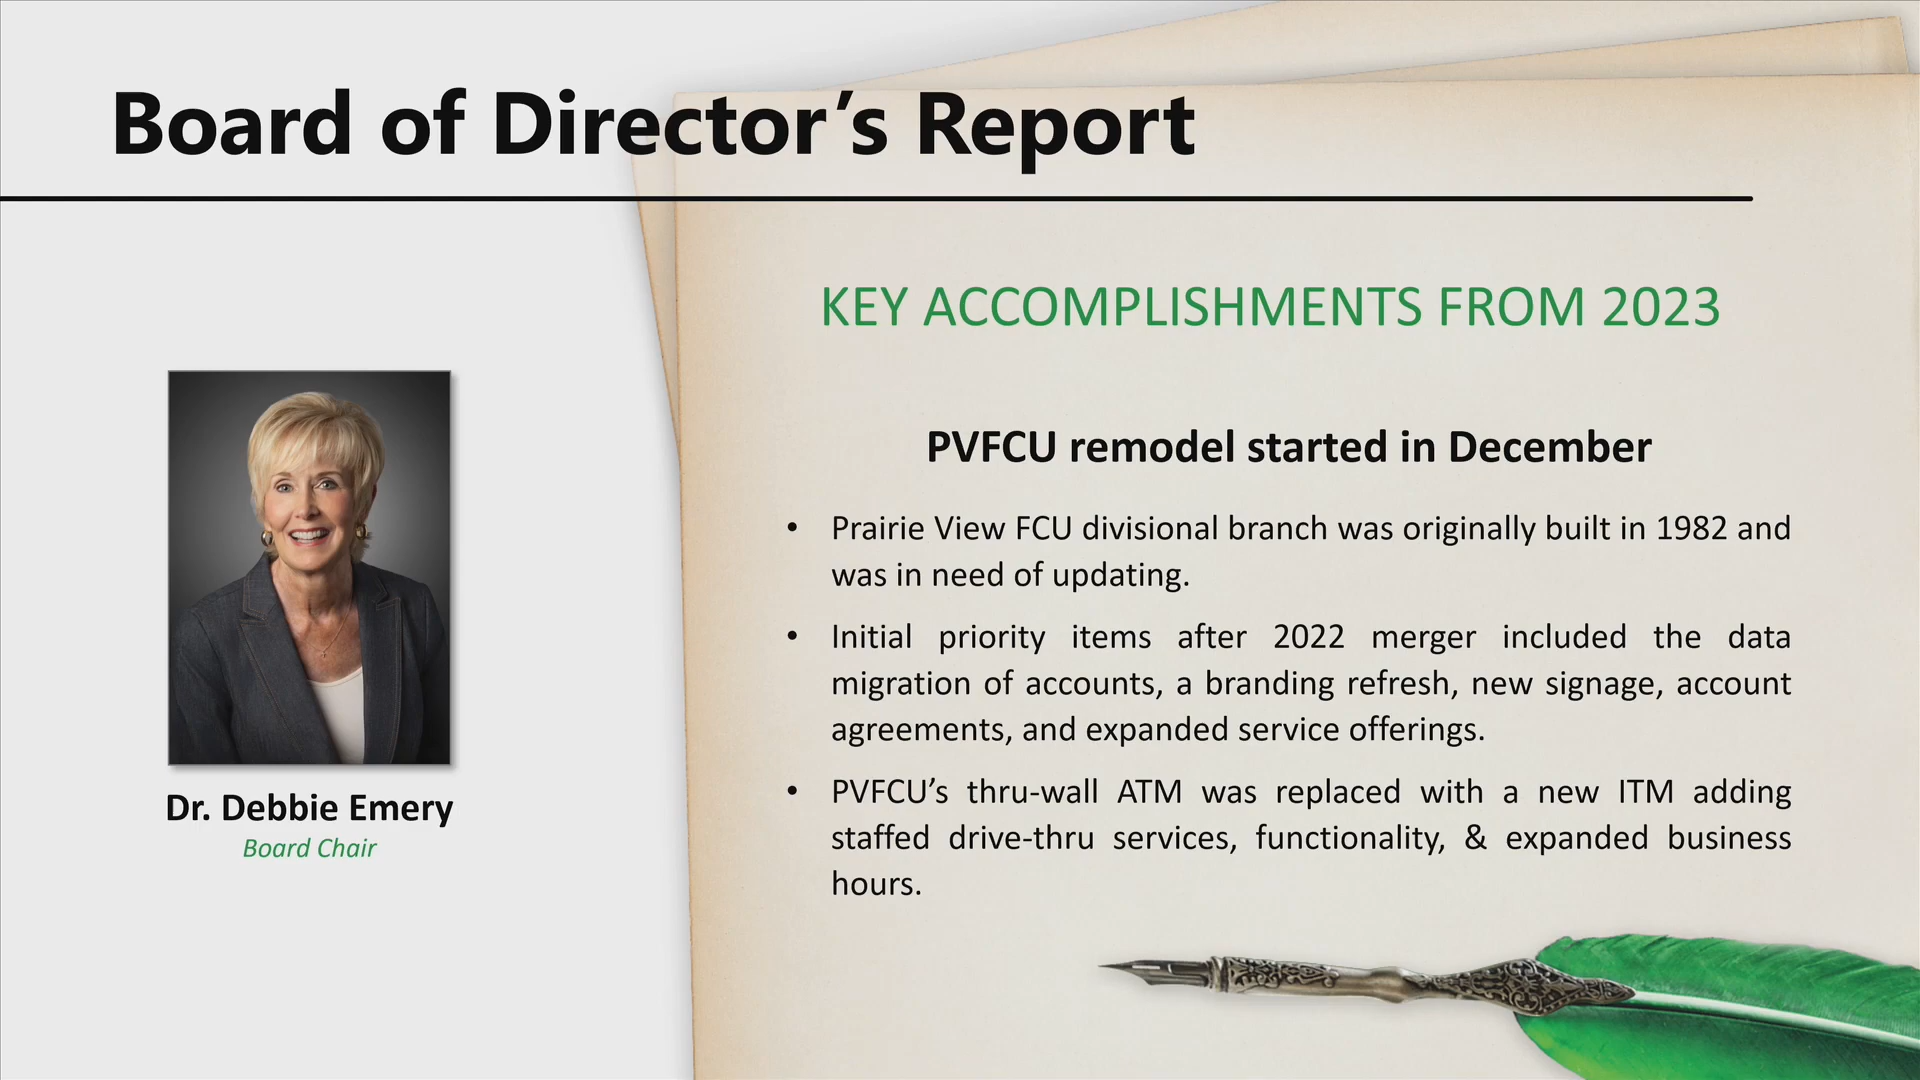 Board of Director’s Report
KEY ACCOMPLISHMENTS FROM 2023
PVFCU remodel started in December
• Prairie View FCU divisional branch was originally built in 1982 and
was in need of updating.
• Initial priority items after 2022 merger included the data
migration of accounts, a branding refresh, new signage, account
agreements, and expanded service offerings.
• PVFCU’s thru-wall ATM was replaced with a new ITM adding
staffed drive-thru services, functionality, & expanded business
hours.
Dr. Debbie Emery
Board Chair